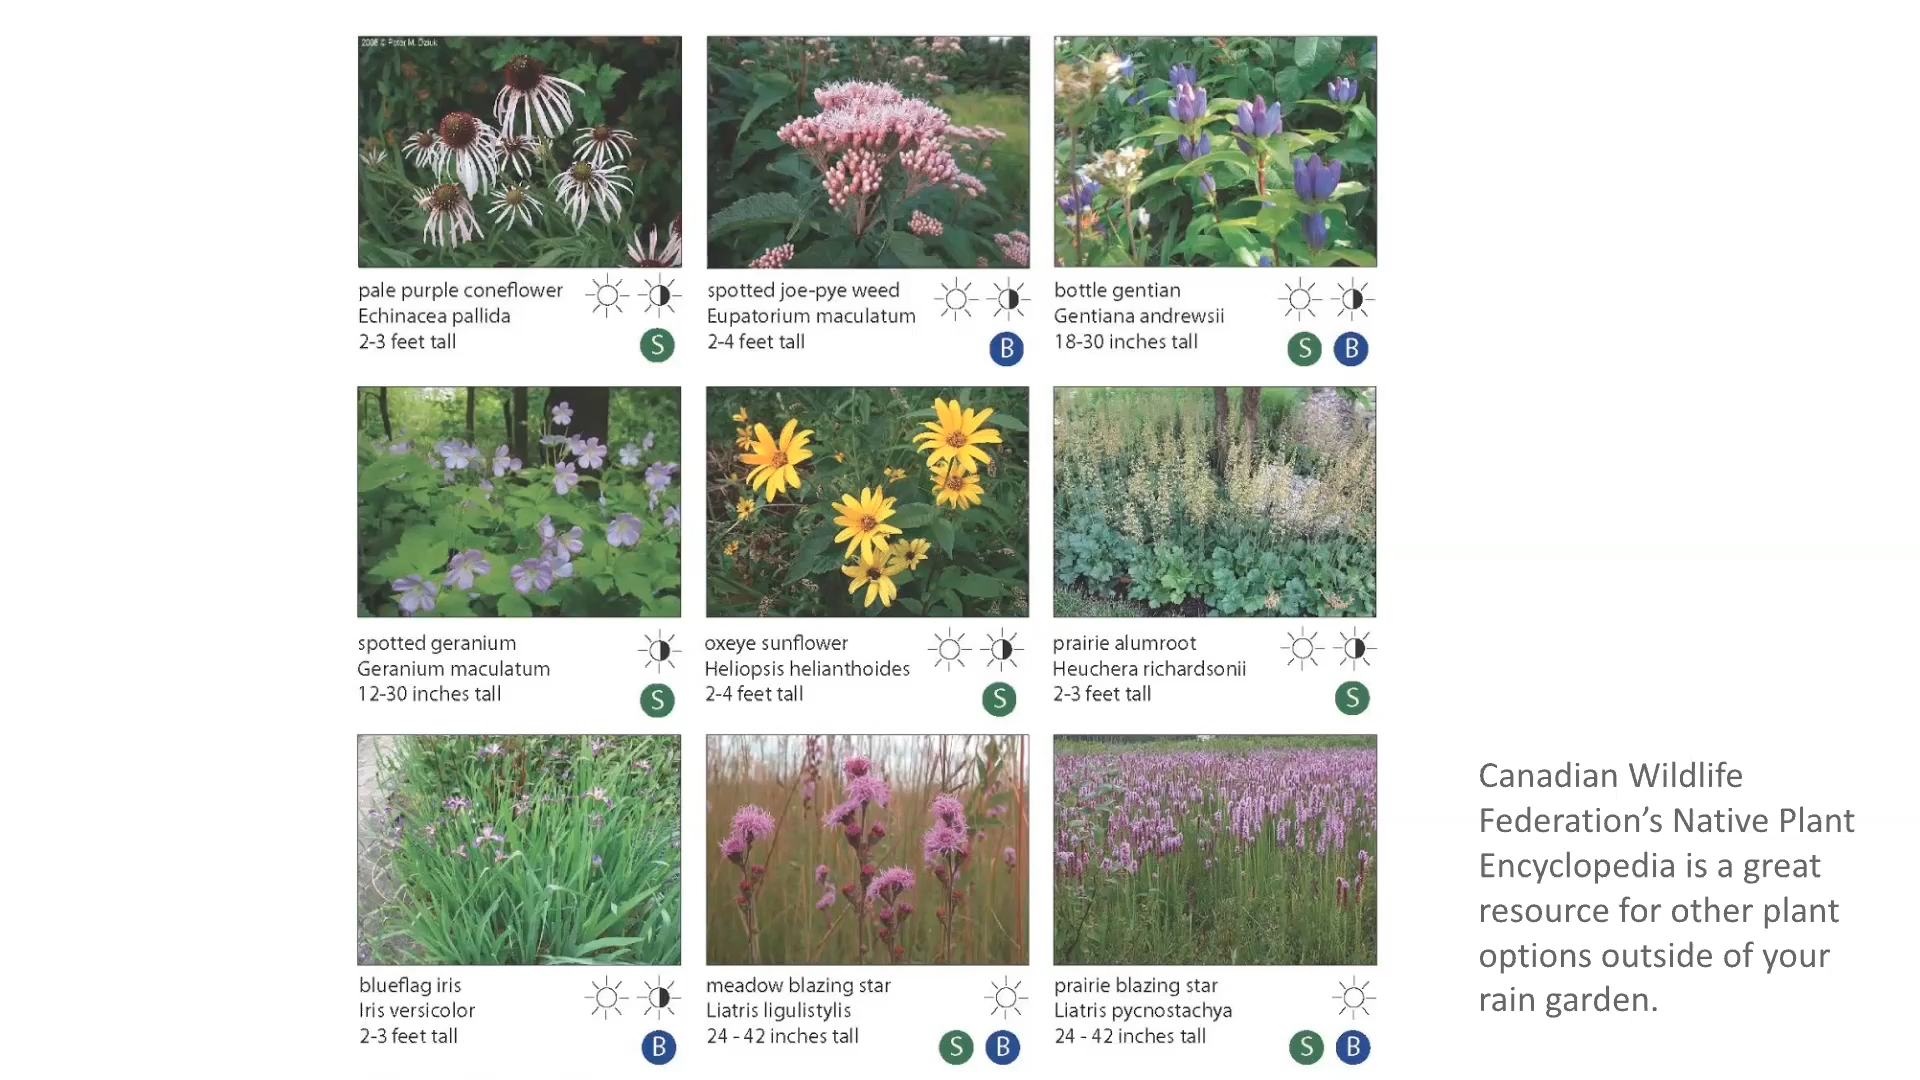 2008 © Peter M. Dziuk
pale purple coneflower
Echinacea pallida
2-3 feet tall
S
spotted joe-pye weed
Eupatorium maculatum
2-4 feet tall
B
bottle gentian
Gentiana andrewsii
18-30 inches tall
S B
spotted geranium
Geranium maculatum
12-30 inches tall
S
oxeye sunflower
Heliopsis helianthoides
2-4 feet tall
S
prairie alumroot
Heuchera richardsonii
2-3 feet tall
S
blueflag iris
Iris versicolor
2-3 feet tall
B
meadow blazing star
Liatris ligulistylis
24 - 42 inches tall
S B
prairie blazing star
Liatris pycnostachya
24 - 42 inches tall
S B
Canadian Wildlife
Federation’s Native Plant
Encyclopedia is a great
resource for other plant
options outside of your
rain garden.